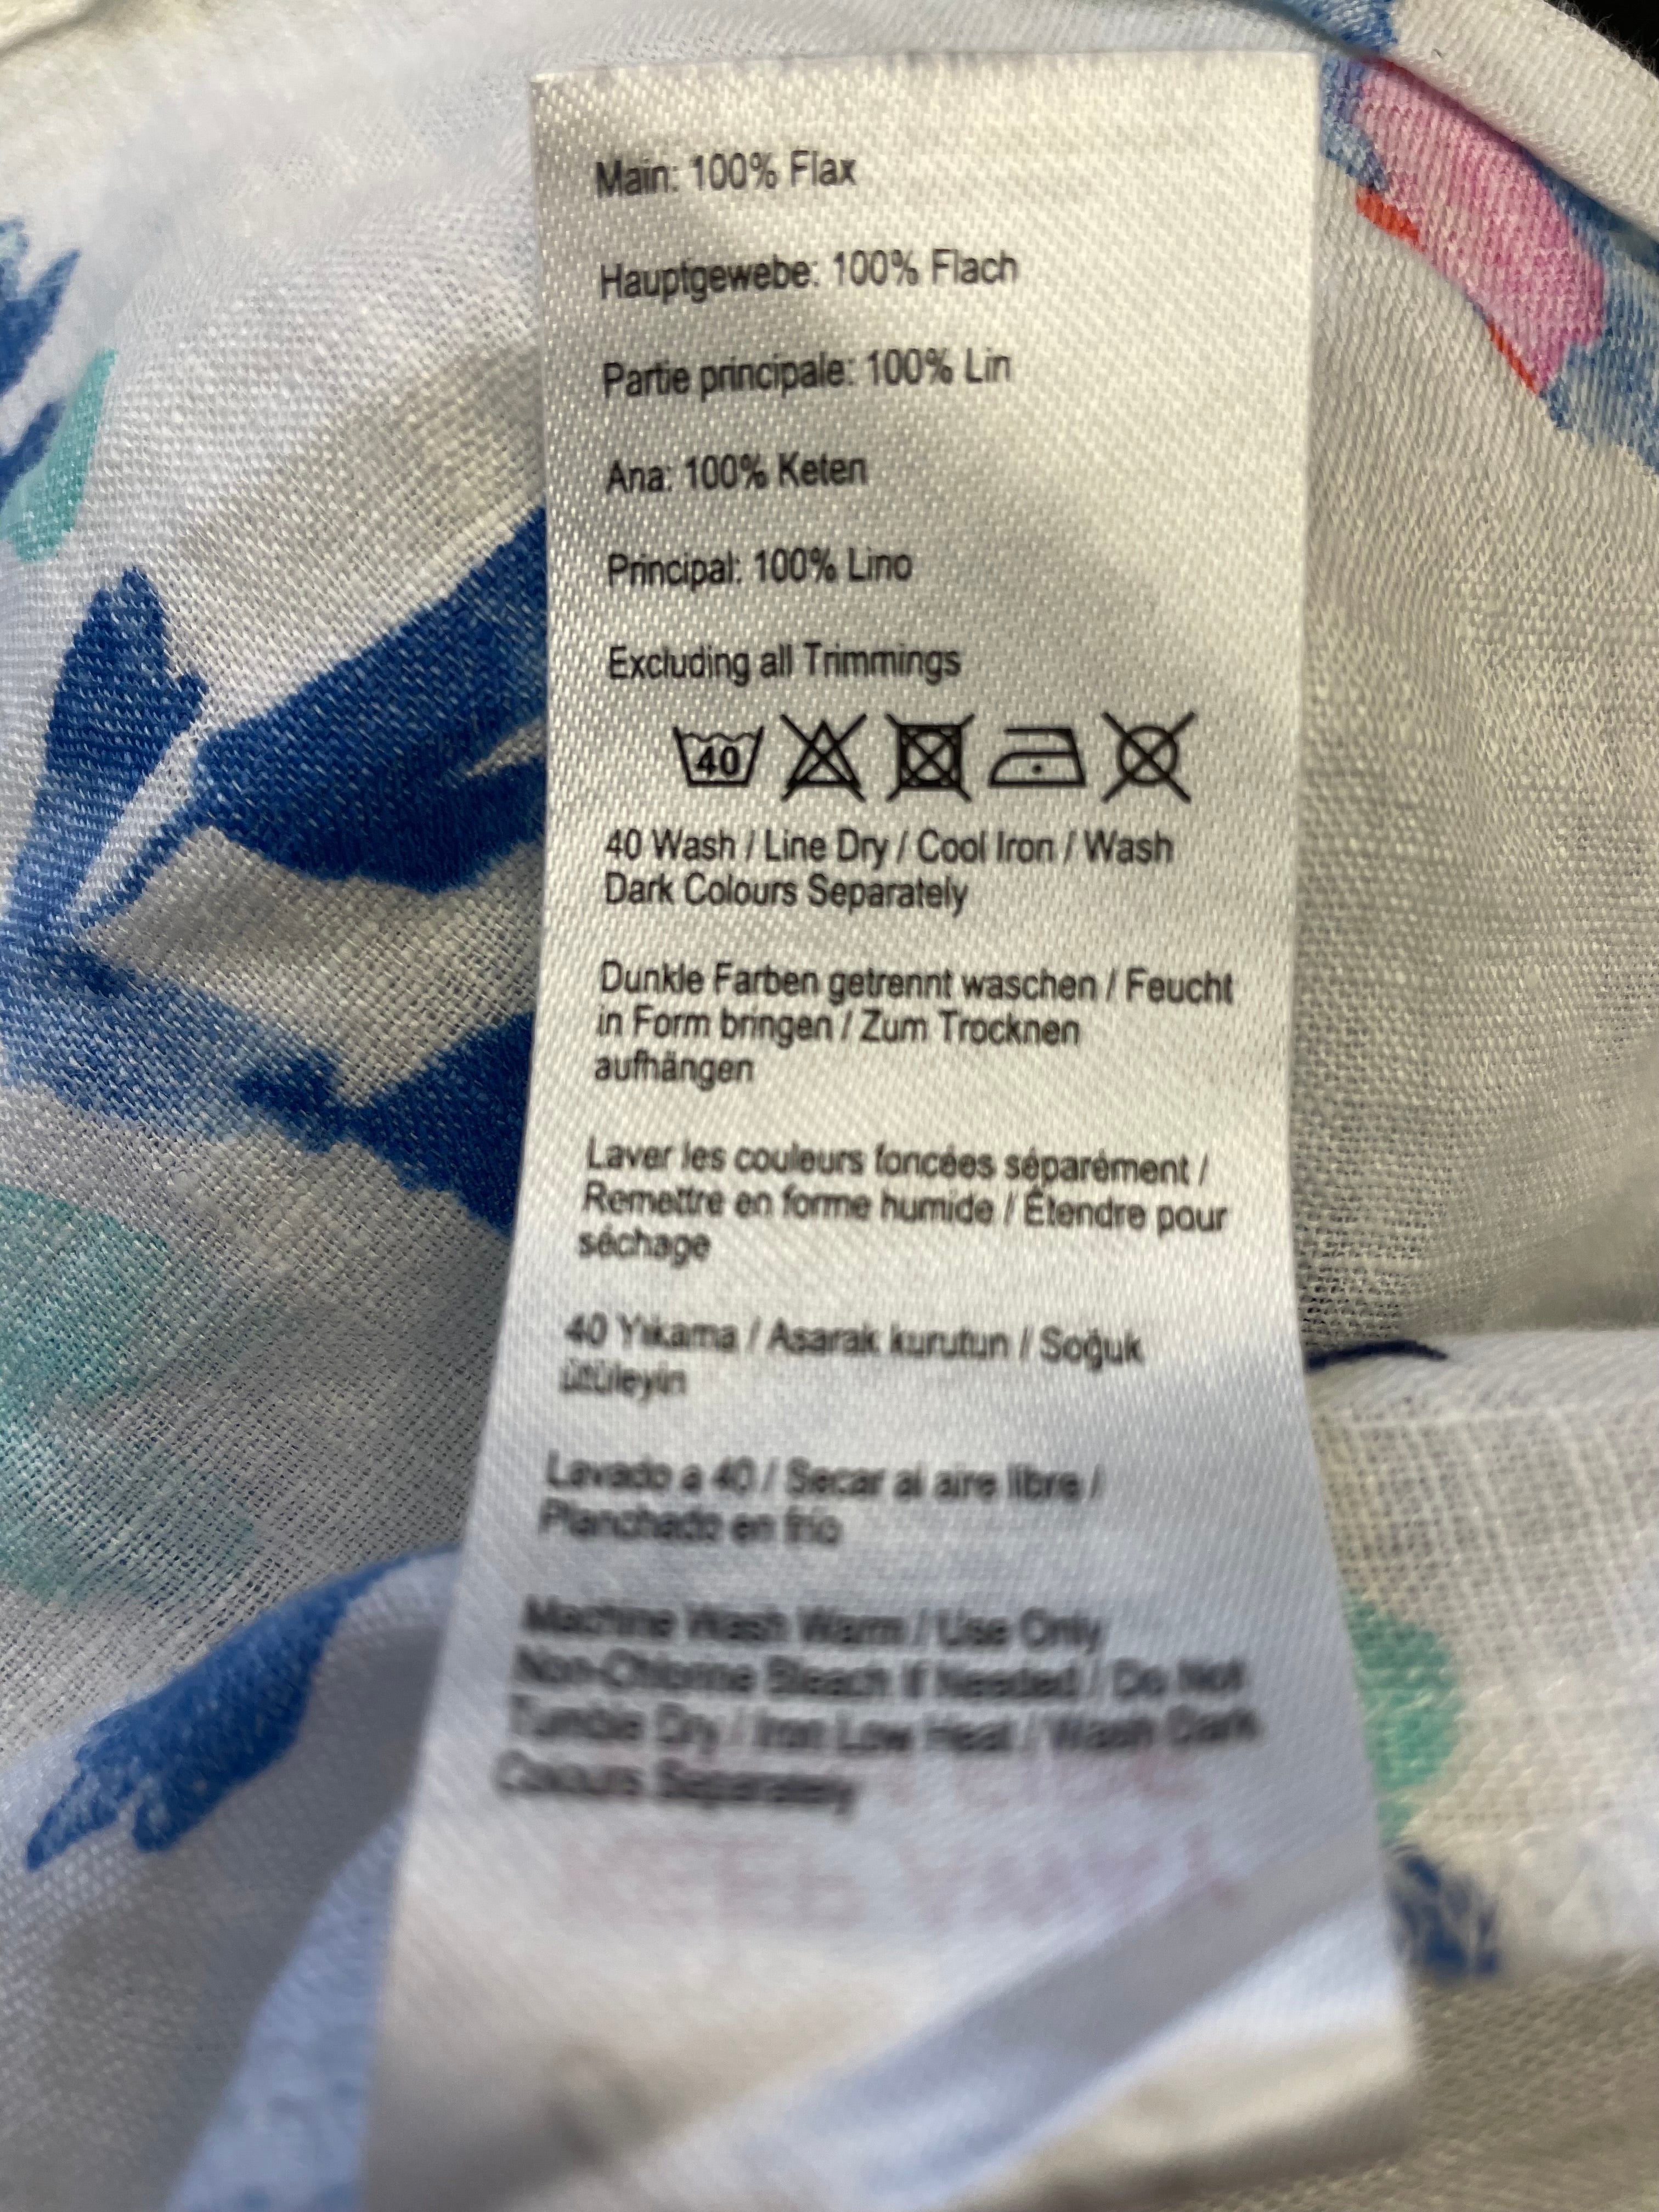 Main: 100% Flax
Hauptgewebe: 100% Flach
Partie principale: 100% Lin
Ana: 100% Keten
Principal: 100% Lino
Excluding all Trimmings
40
40 Wash / Line Dry / Cool Iron / Wash
Dark Colours Separately
Dunkle Farben getrennt waschen / Feucht
in Form bringen / Zum Trocknen
aufhängen
Laver les couleurs foncées séparément /
Remettre en forme humide / Étendre pour
séchage
40 Yıkama / Asarak kurutun / Soğuk
ütüleyin
Lavado a 40 / Secar al aire libre /
Planchado en frío
Machine Wash Warm / Use Only
Non-Chlorine Bleach If Needed / Do Not
Tumble Dry / Iron Low Heat / Wash Dark
Colours Separately